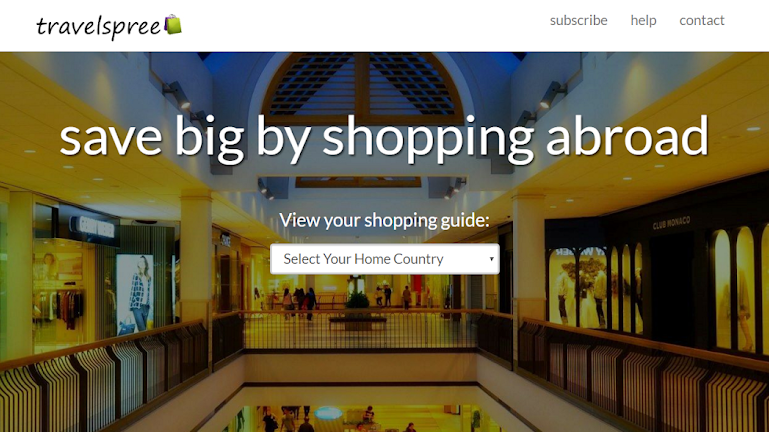 travelspree
subscribe help contact
save big by shopping abroad
View your shopping guide:
Select Your Home Country
CLUB MONACO